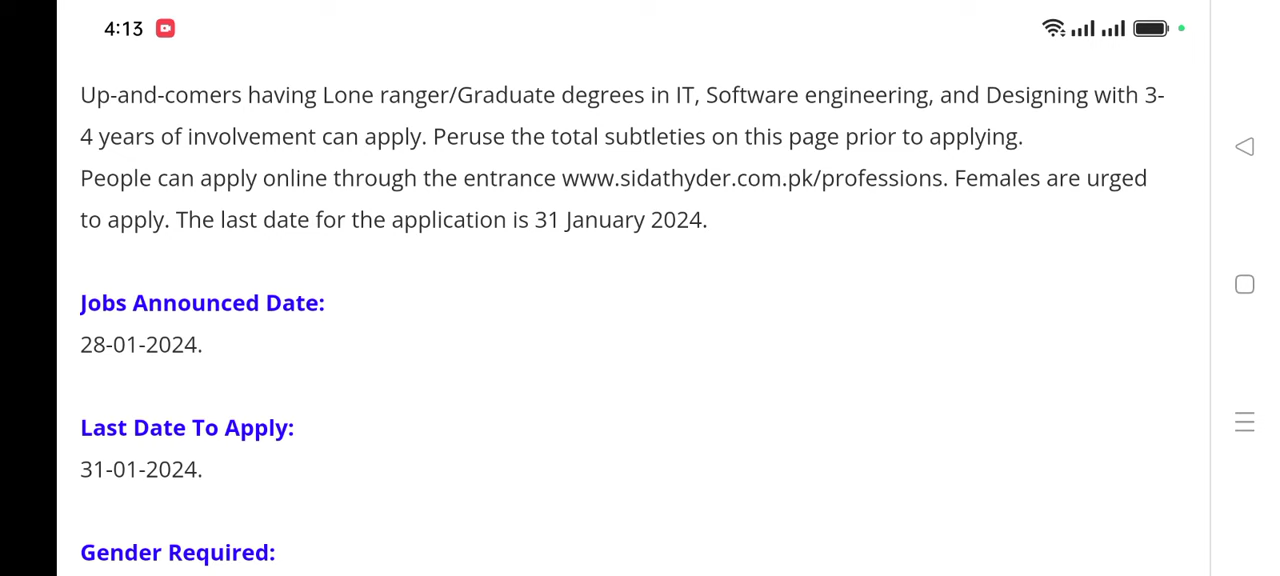 4:13
Up-and-comers having Lone ranger/Graduate degrees in IT, Software engineering, and Designing with 3-
4 years of involvement can apply. Peruse the total subtleties on this page prior to applying.
People can apply online through the entrance www.sidathyder.com.pk/professions. Females are urged
to apply. The last date for the application is 31 January 2024.
Jobs Announced Date:
28-01-2024.
Last Date To Apply:
31-01-2024.
Gender Required: